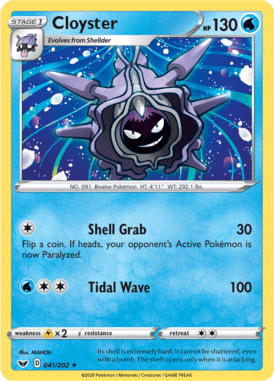 STAGE 1 Cloyster HP 130
Evolves from Shellder
NO. 091 Bivalve Pokémon HT: 4'11" WT: 292.1 lbs.
Shell Grab 30
Flip a coin. If heads, your opponent's Active Pokémon is
now Paralyzed.
Tidal Wave 100
weakness ×2 resistance retreat
Illus. MAHOU
D 041/202 ★
Its shell is extremely hard. It cannot be shattered, even
with a bomb. The shell opens only when it is attacking.
©2020 Pokémon / Nintendo / Creatures / GAME FREAK